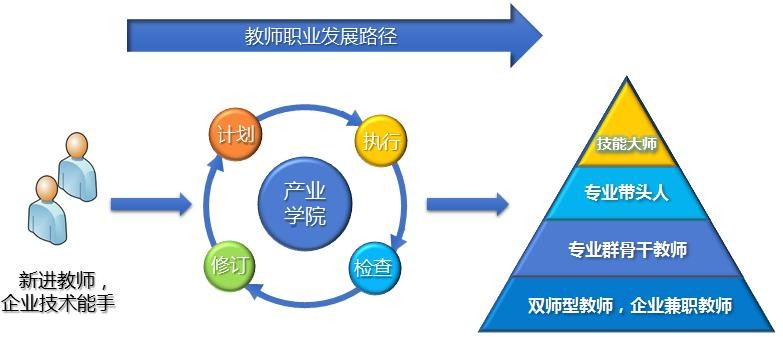 教师职业发展路径
新进教师，
企业技术能手
计划
执行
产业
学院
修订
检查
技能大师
专业带头人
专业群骨干教师
双师型教师，企业兼职教师